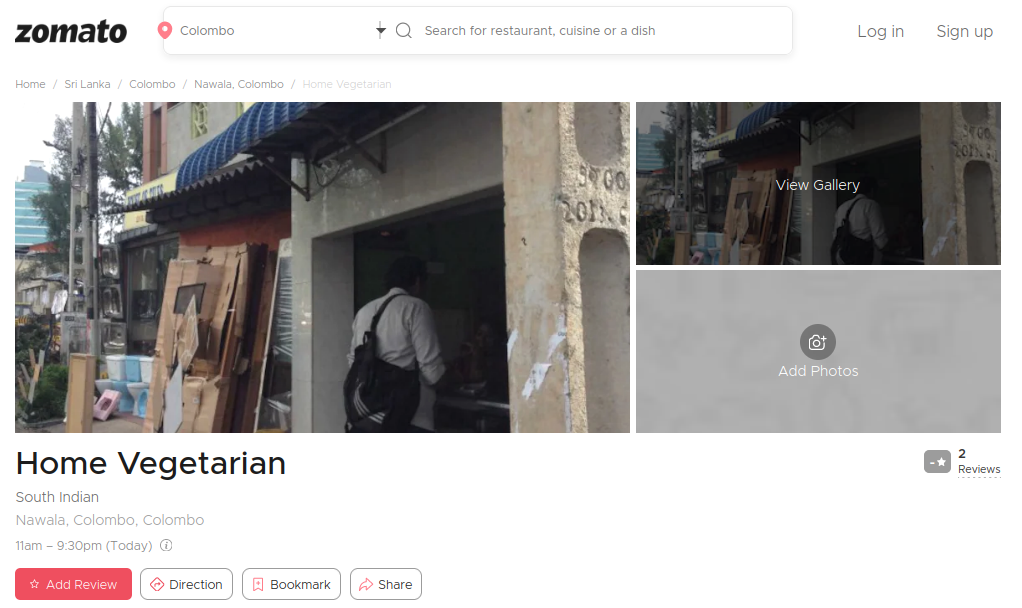 zomato
Colombo
Search for restaurant, cuisine or a dish
Log in
Sign up
Home / Sri Lanka / Colombo / Nawala, Colombo / Home Vegetarian
View Gallery
Add Photos
Home Vegetarian
- ★
2
Reviews
South Indian
Nawala, Colombo, Colombo
11am – 9:30pm (Today)
Add Review
Direction
Bookmark
Share